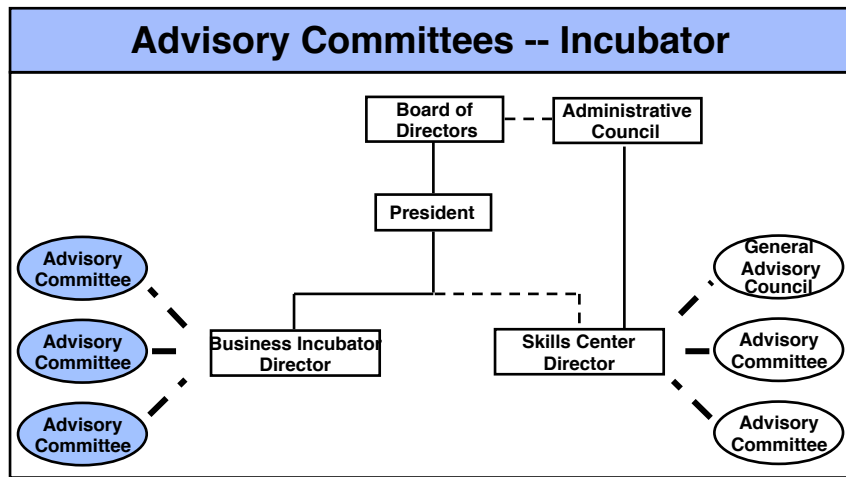 Advisory Committees -- Incubator
Board of
Directors
Administrative
Council
President
Advisory
Committee
General
Advisory
Council
Advisory
Committee
Business Incubator
Director
Skills Center
Director
Advisory
Committee
Advisory
Committee
Advisory
Committee